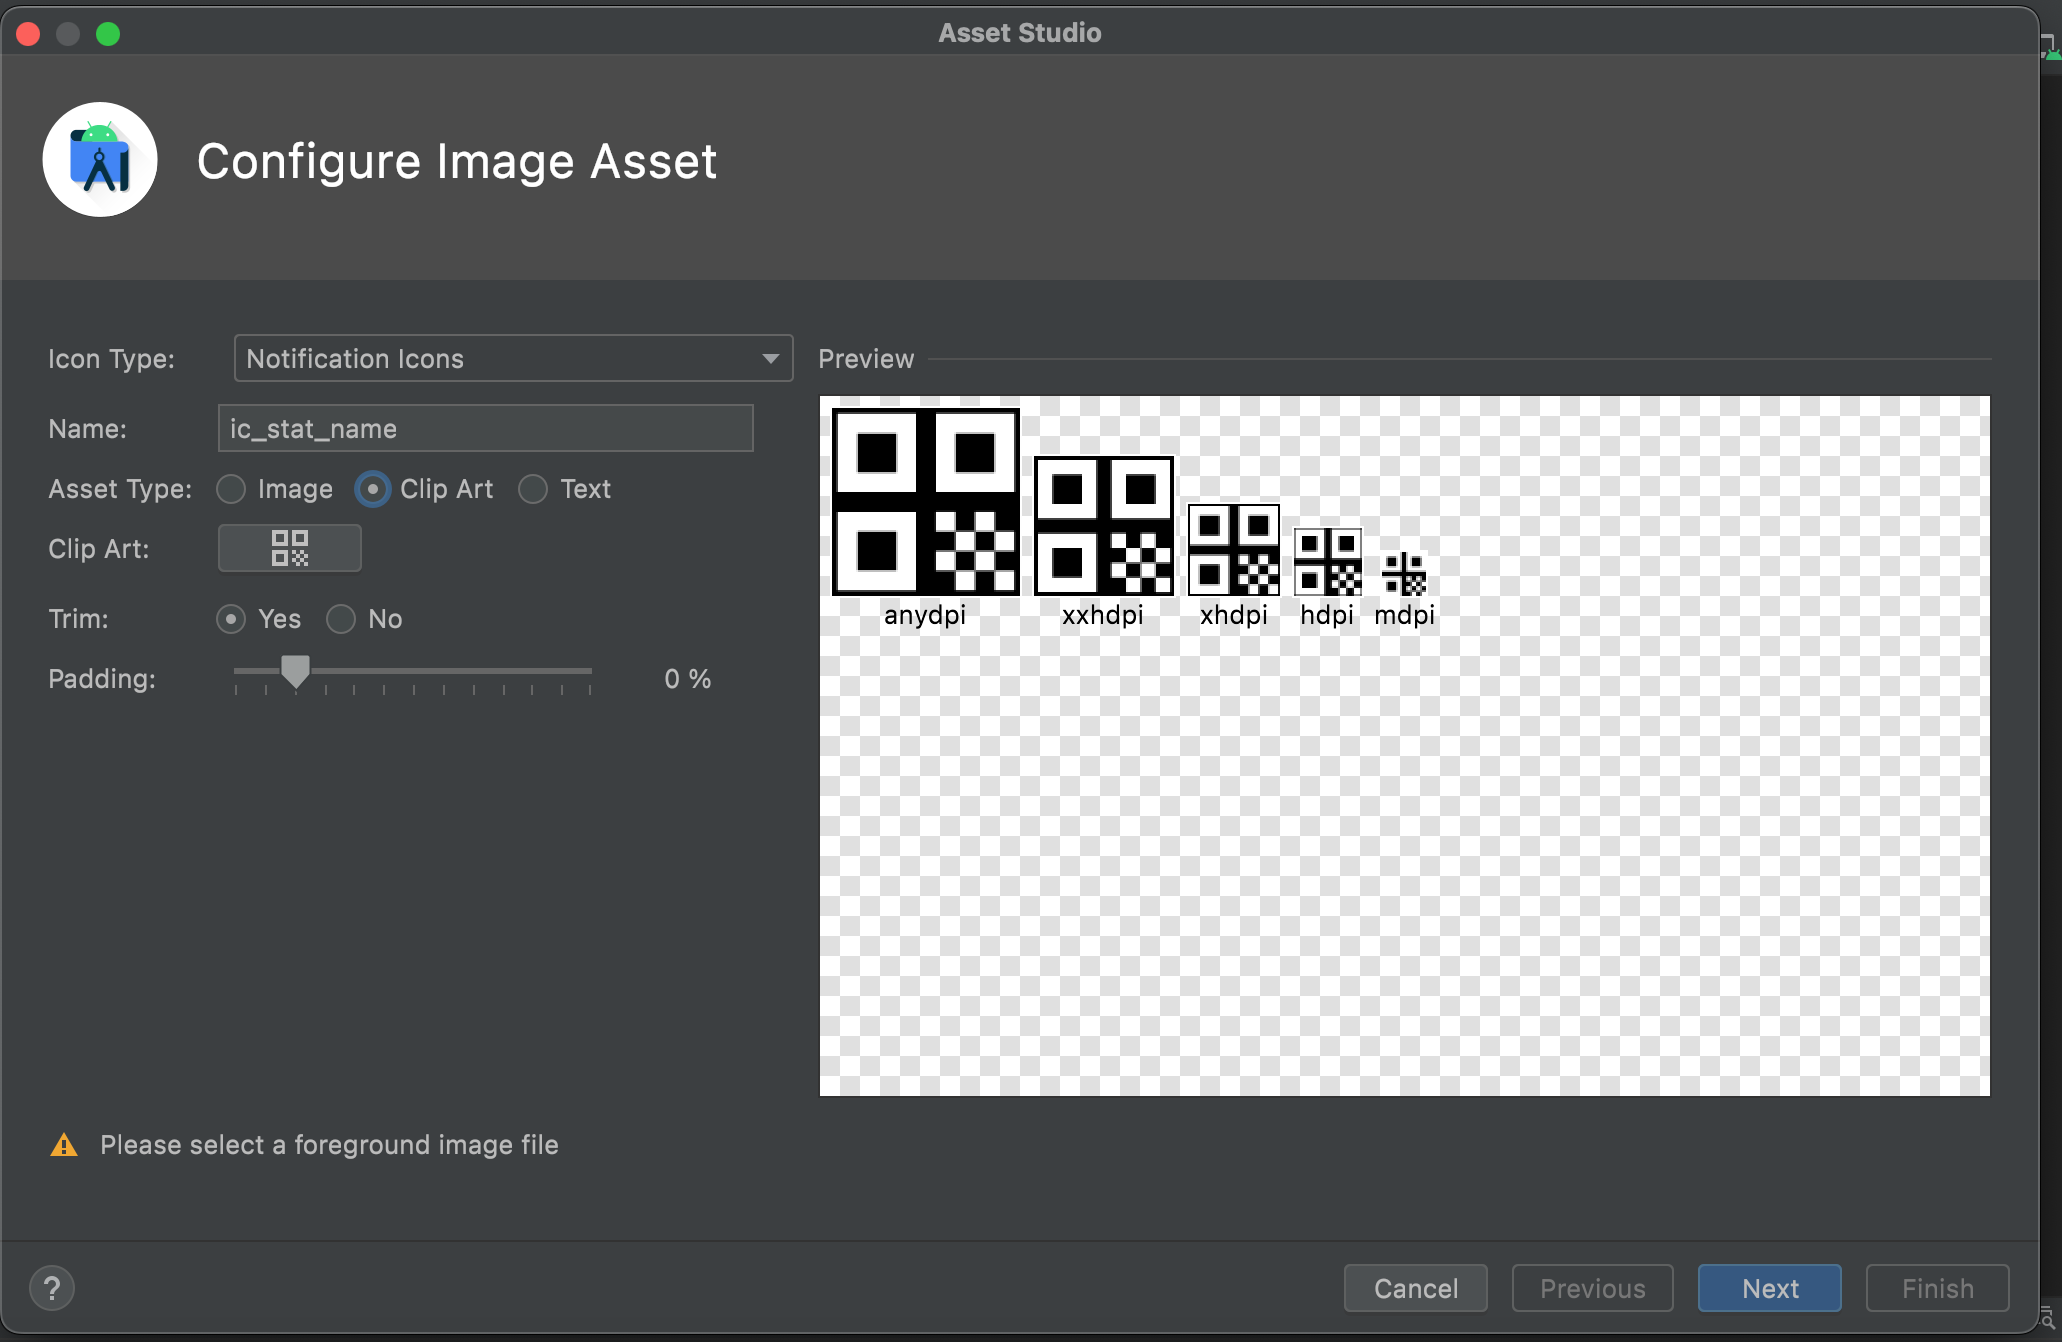 Asset Studio
Configure Image Asset
Icon Type:
Notification Icons
Name:
ic_stat_name
Asset Type:
Image
Clip Art
Text
Clip Art:
Trim:
Yes
No
Padding:
0 %
Preview
anydpi
xxhdpi
xhdpi
hdpi
mdpi
Please select a foreground image file
?
Cancel
Previous
Next
Finish